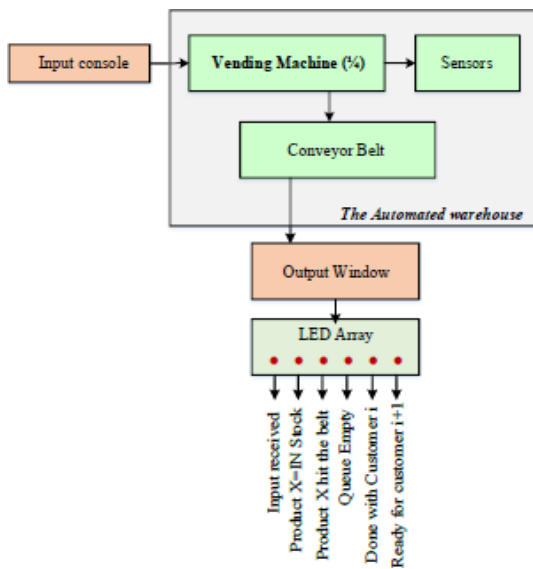 Input console
Vending Machine (¾)
Sensors
Conveyor Belt
The Automated warehouse
Output Window
LED Array
Input received
Product X=IN Stock
Product X hit the belt
Queue Empty
Done with Customer i
Ready for customer i+1